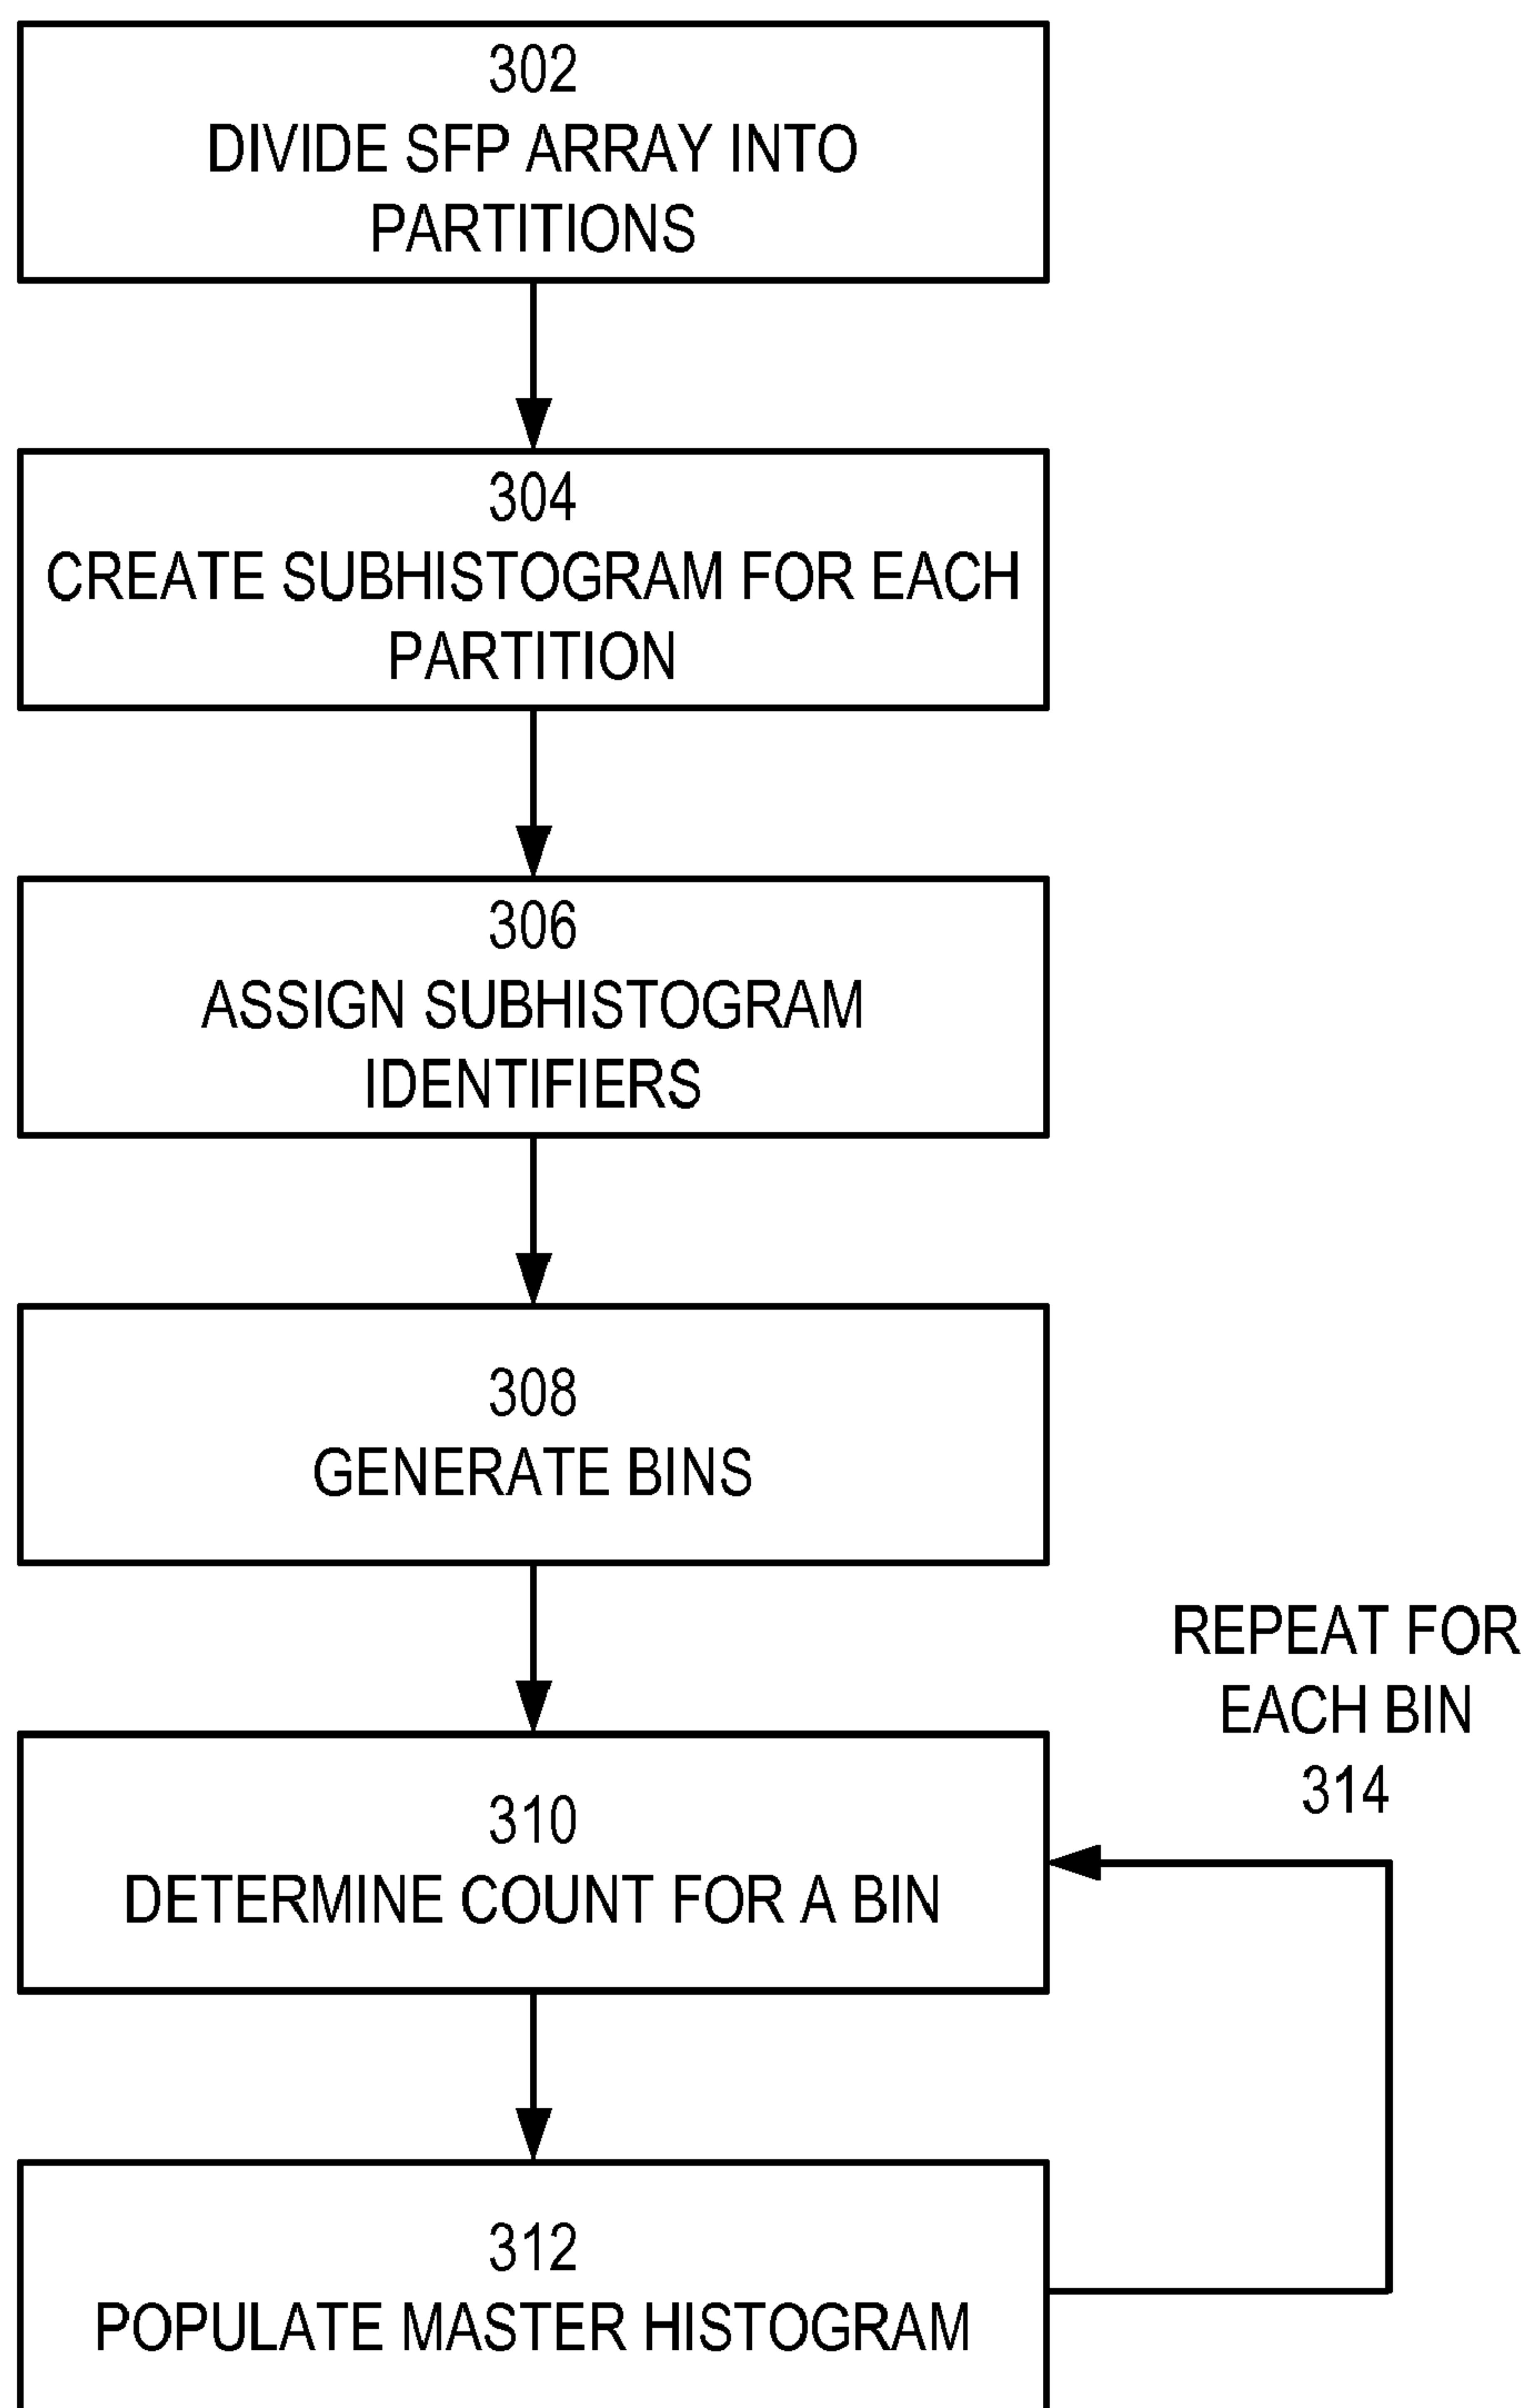 302
DIVIDE SFP ARRAY INTO
PARTITIONS
304
CREATE SUBHISTOGRAM FOR EACH
PARTITION
306
ASSIGN SUBHISTOGRAM
IDENTIFIERS
308
GENERATE BINS
REPEAT FOR
EACH BIN
314
310
DETERMINE COUNT FOR A BIN
312
POPULATE MASTER HISTOGRAM